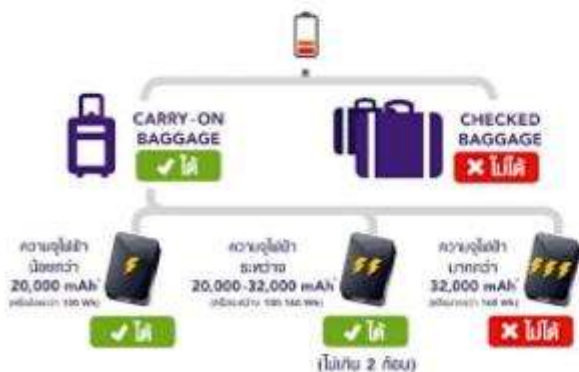 CARRY-ON
BAGGAGE
ได้
CHECKED
BAGGAGE
ไม่ได้
ความจุไฟฟ้า
น้อยกว่า
20,000 mAh*
ได้
ความจุไฟฟ้า
ระหว่าง
20,000-32,000 mAh*
ได้
(ไม่เกิน 2 ก้อน)
ความจุไฟฟ้า
มากกว่า
32,000 mAh*
ไม่ได้